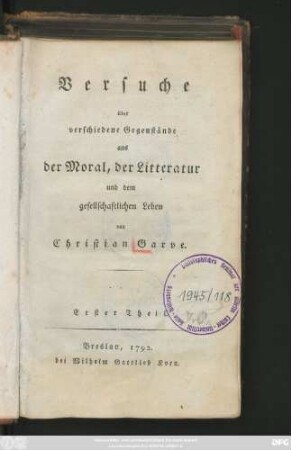 Versuche
über
verschiedene Gegenstände
aus
der Moral, der Litteratur
und dem
gesellschaftlichen Leben
von
Christian Garve.
Erster Theil.
1945/118
Breslau, 1792.
bei Wilhelm Gottlieb Korn.